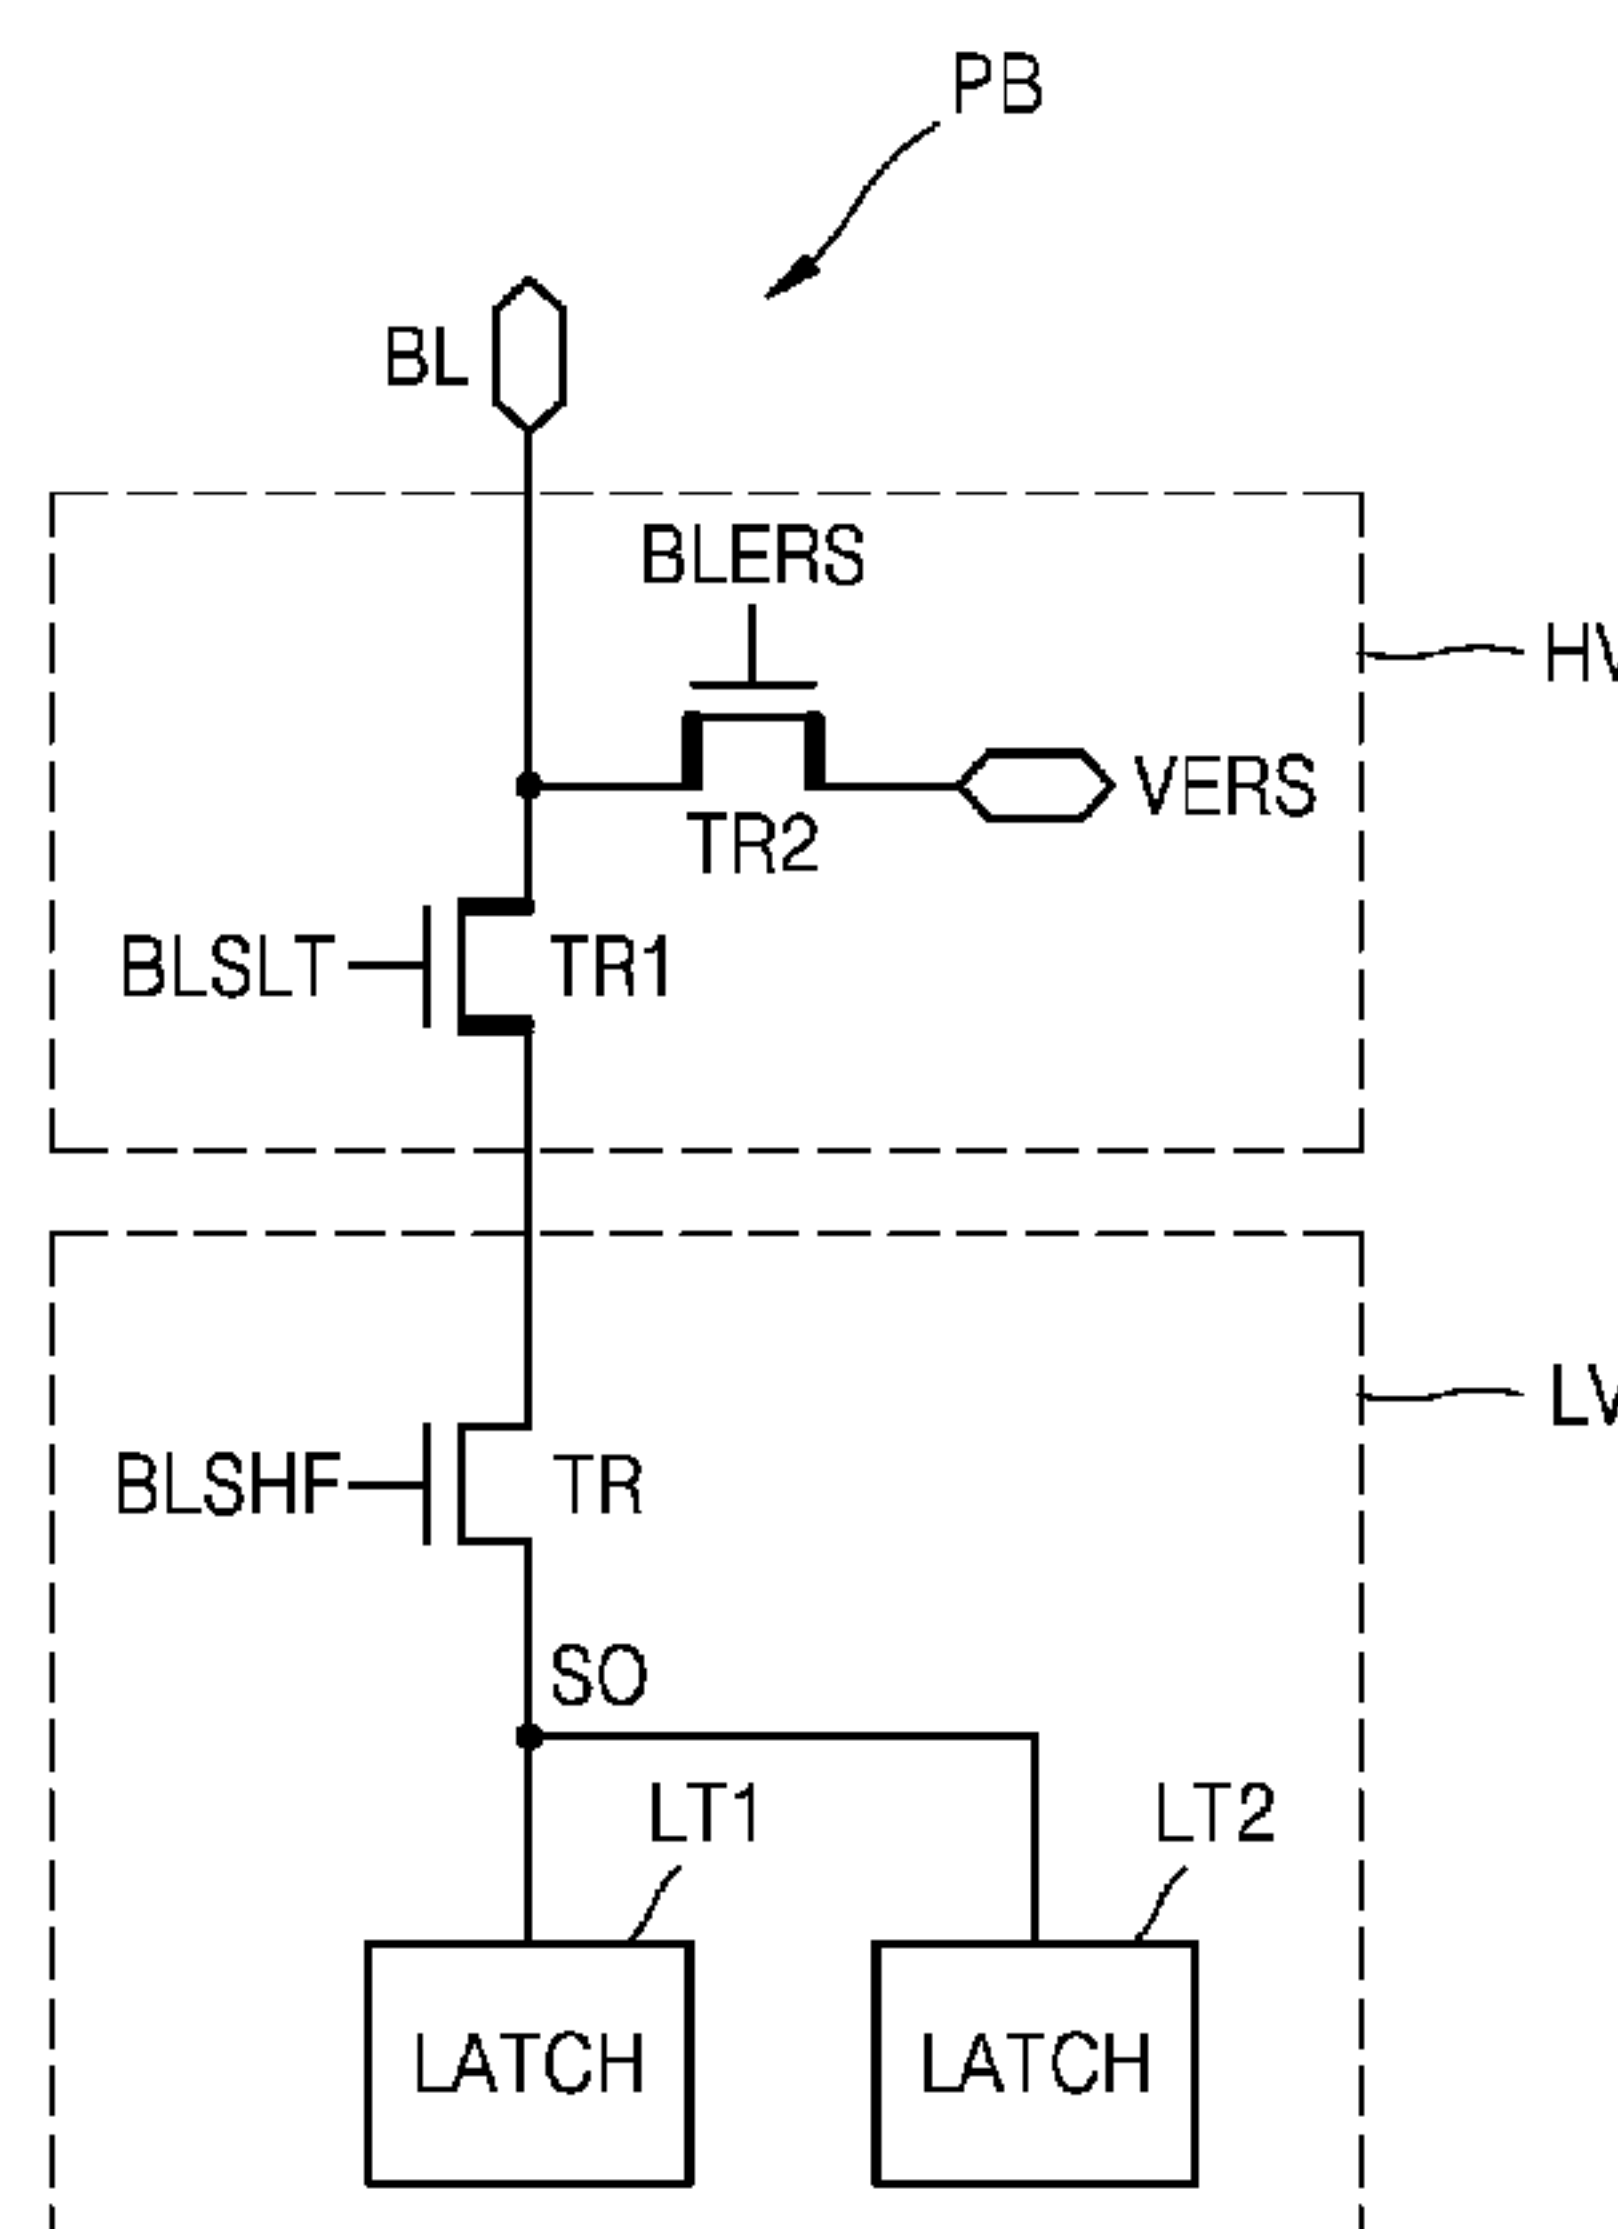 PB
BL
BLERS
HV
VERS
TR2
BLSLT
TR1
LV
BLSHF
TR
SO
LT1
LT2
LATCH
LATCH